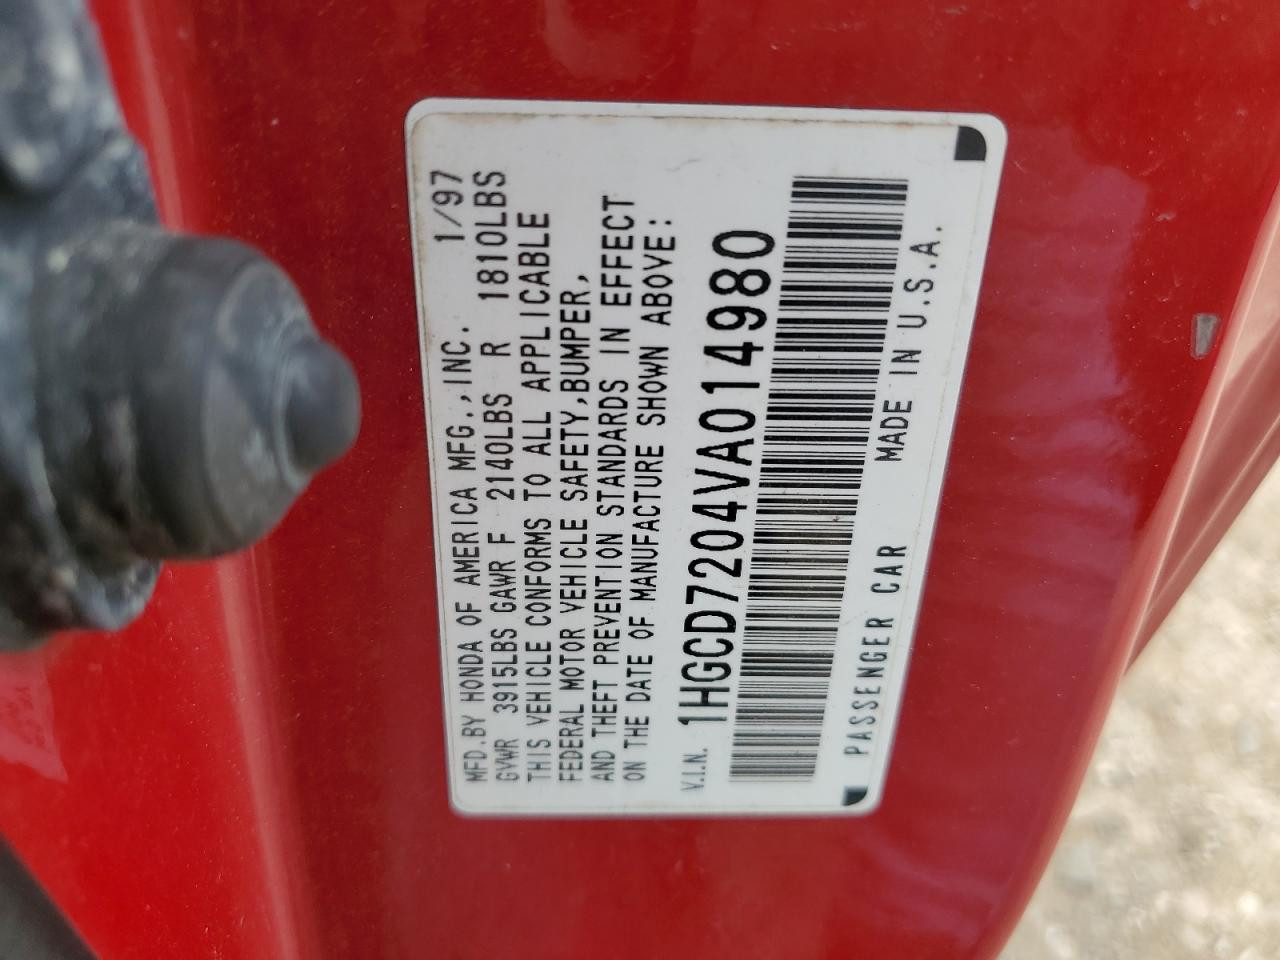 MFD.BY HONDA OF AMERICA MFG.,INC. 1/97
GVWR 3915LBS GAWR F 2140LBS R 1810LBS
THIS VEHICLE CONFORMS TO ALL APPLICABLE
FEDERAL MOTOR VEHICLE SAFETY,BUMPER,
AND THEFT PREVENTION STANDARDS IN EFFECT
ON THE DATE OF MANUFACTURE SHOWN ABOVE:
V.I.N. 1HGCD7204VA014980
PASSENGER CAR MADE IN U.S.A.